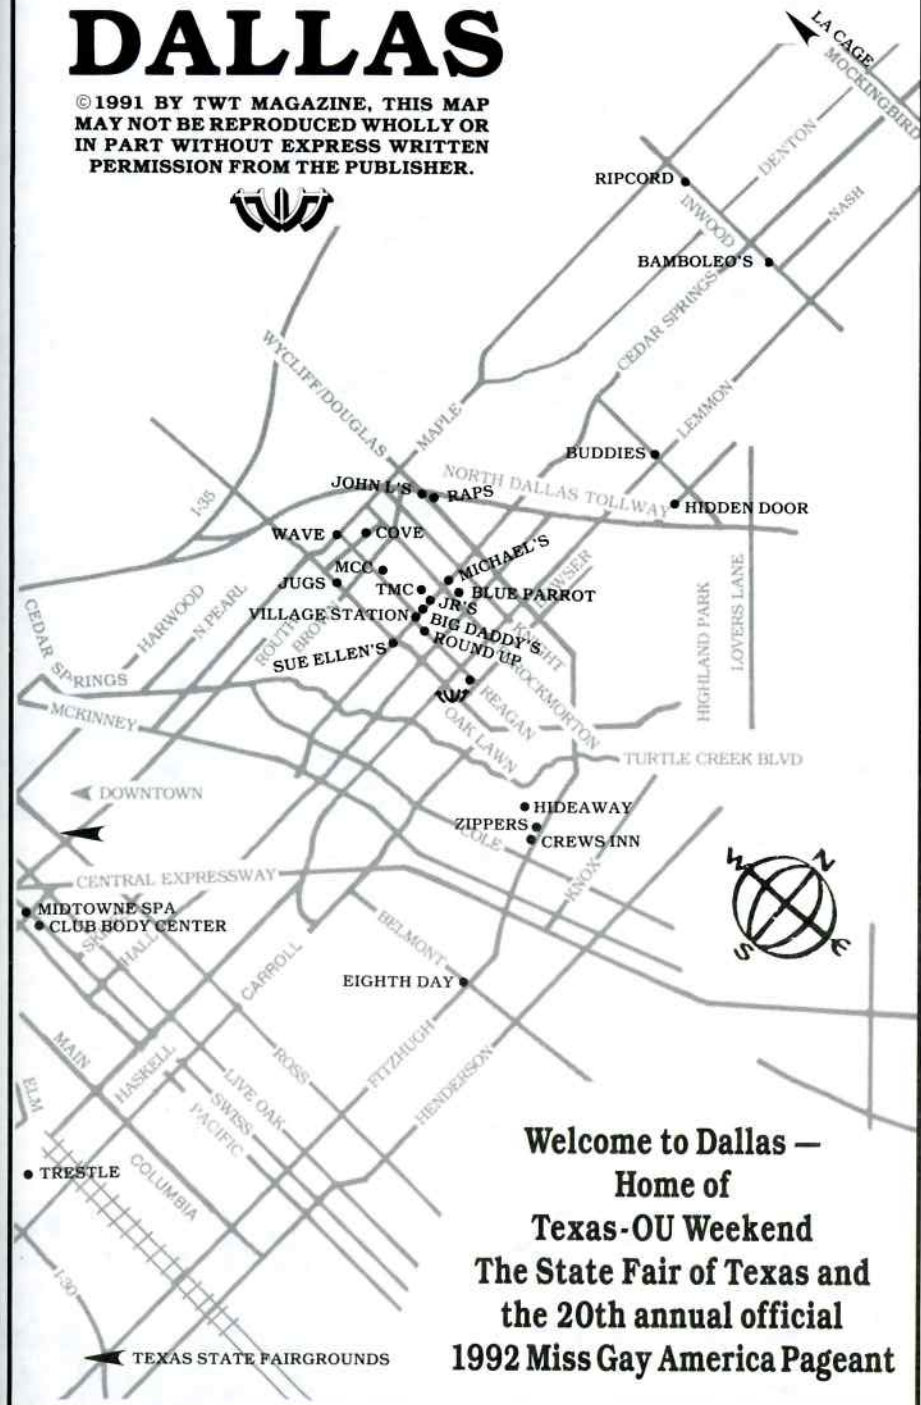 DALLAS
©1991 BY TWT MAGAZINE, THIS MAP
MAY NOT BE REPRODUCED WHOLLY OR
IN PART WITHOUT EXPRESS WRITTEN
PERMISSION FROM THE PUBLISHER.
LA CAGE
MOCKINGBIRD
DENTON
RIPCORD
INWOOD
NASH
BAMBOLEO'S
CEDAR SPRINGS
WYCLIFF/DOUGLAS
MAPLE
LEMMON
BUDDIES
NORTH DALLAS TOLLWAY
JOHN L'S
RAPS
HIDDEN DOOR
I-35
WAVE
COVE
MICHAEL'S
MCC
BOWSER
JUGS
TMC
BLUE PARROT
JR'S
VILLAGE STATION
BIG DADDY'S
ROUND UP
SUE ELLEN'S
HARWOOD
N. PEARL
ROUTH
KNIGHT
THROCKMORTON
REAGAN
OAK LAWN
HIGHLAND PARK
LOVERS LANE
CEDAR SPRINGS
MCKINNEY
TURTLE CREEK BLVD
DOWNTOWN
HIDEAWAY
ZIPPERS
COLE
CREWS INN
KNOX
W
N
S
E
CENTRAL EXPRESSWAY
MIDTOWNE SPA
CLUB BODY CENTER
HALL
BELMONT
CARROLL
EIGHTH DAY
MAIN
HASKELL
ROSS
FITZHUGH
HENDERSON
LIVE OAK
SWISS
PACIFIC
ELM
TRESTLE
COLUMBIA
I-30
TEXAS STATE FAIRGROUNDS
Welcome to Dallas —
Home of
Texas-OU Weekend
The State Fair of Texas and
the 20th annual official
1992 Miss Gay America Pageant